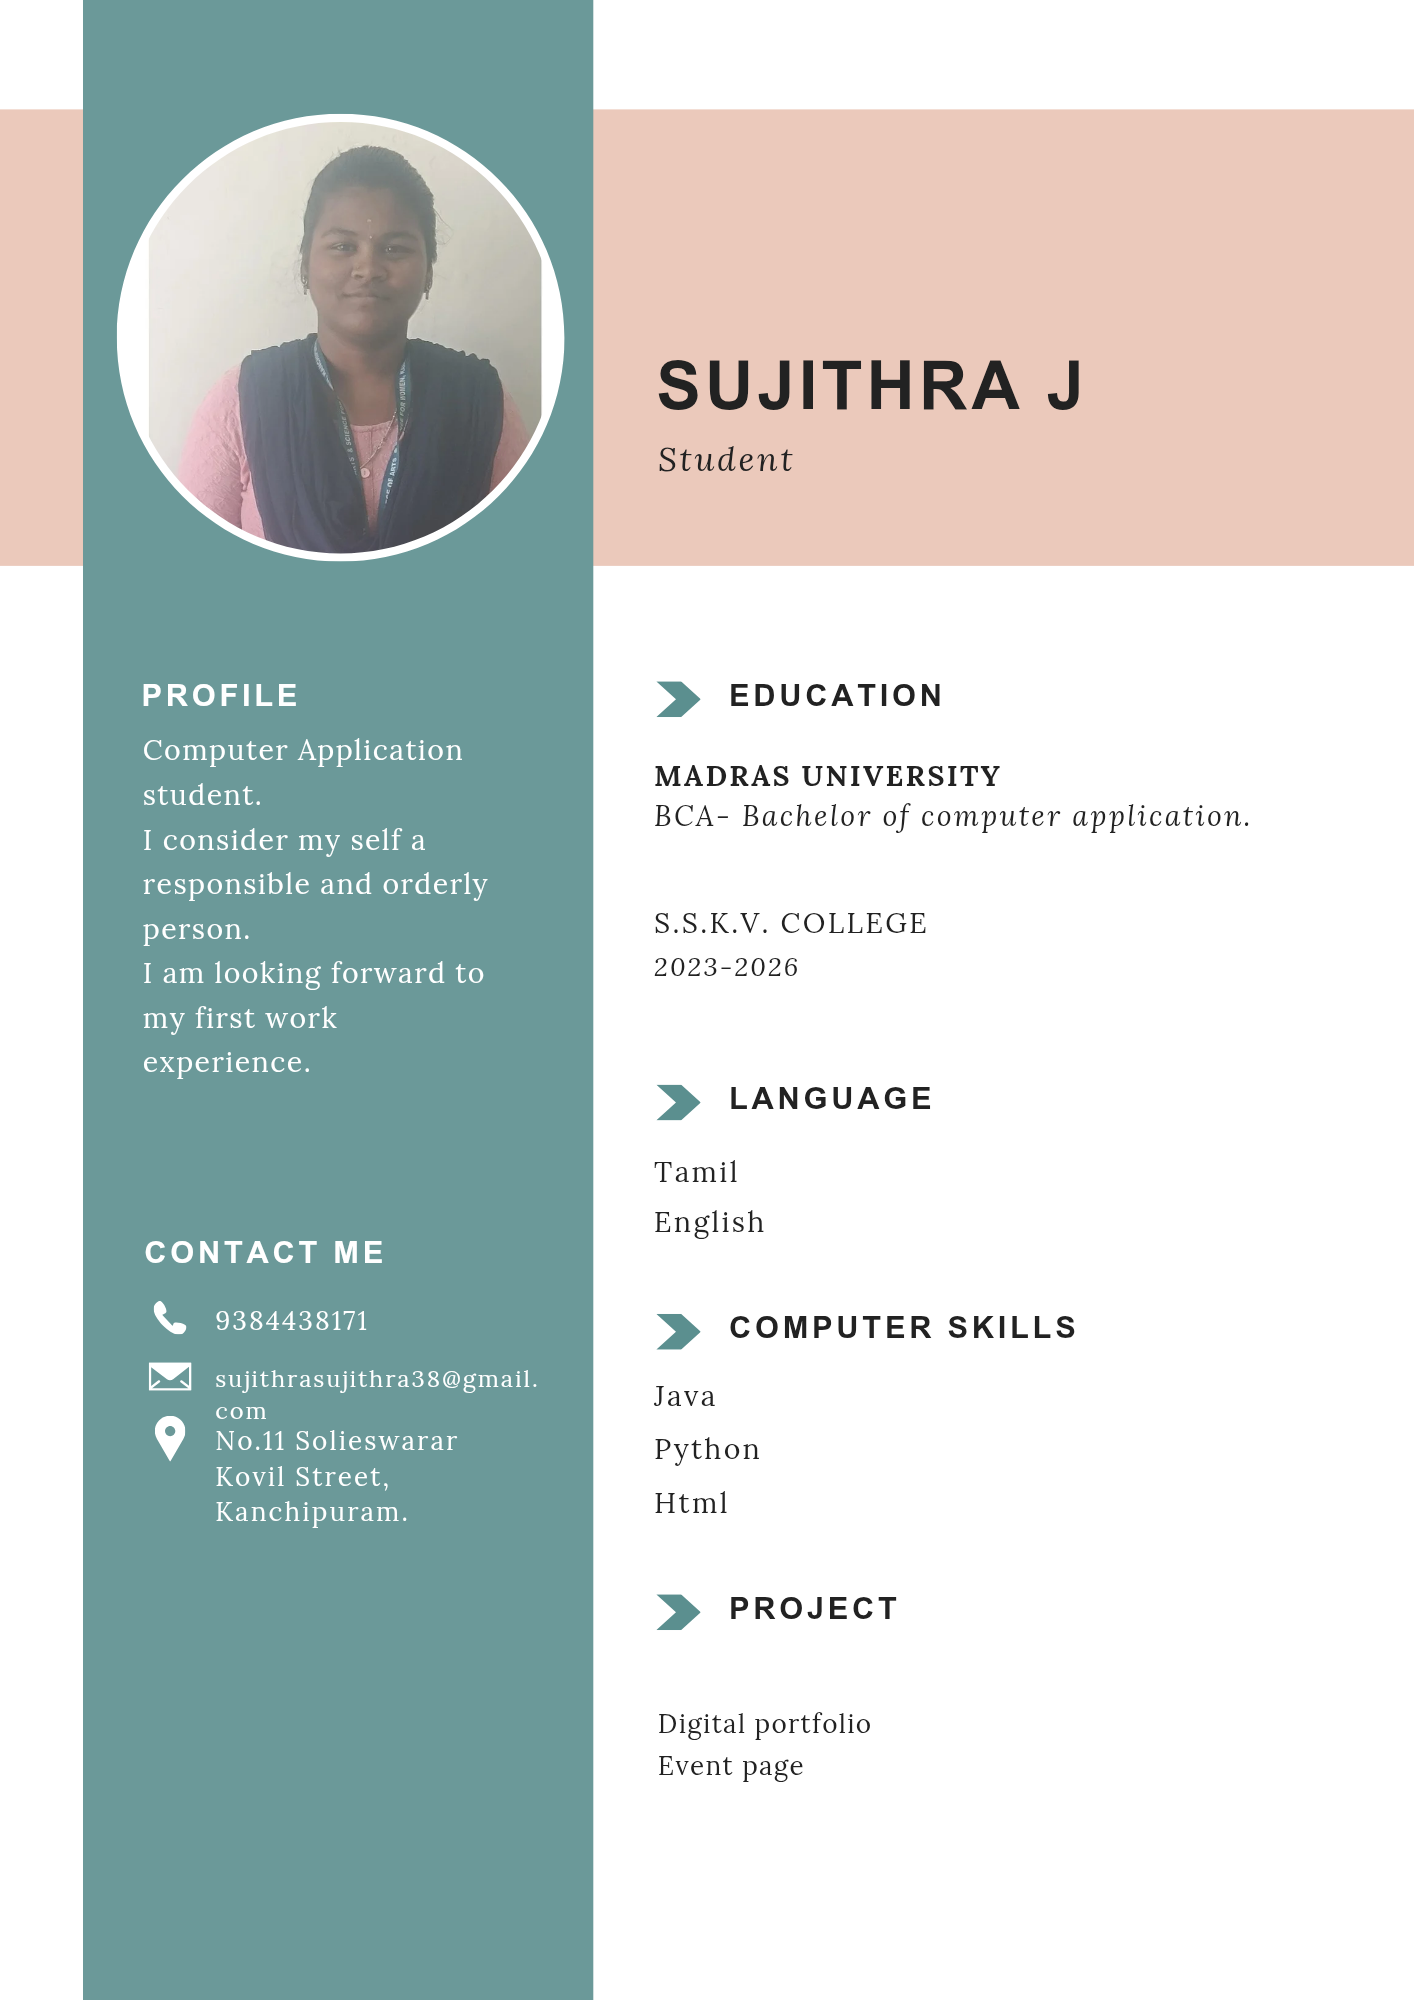 SUJITHRA J
Student
PROFILE
Computer Application
student.
I consider my self a
responsible and orderly
person.
I am looking forward to
my first work
experience.
CONTACT ME
9384438171
sujithrasujithra38@gmail.
com
No.11 Solieswarar
Kovil Street,
Kanchipuram.
EDUCATION
MADRAS UNIVERSITY
BCA- Bachelor of computer application.
S.S.K.V. COLLEGE
2023-2026
LANGUAGE
Tamil
English
COMPUTER SKILLS
Java
Python
Html
PROJECT
Digital portfolio
Event page